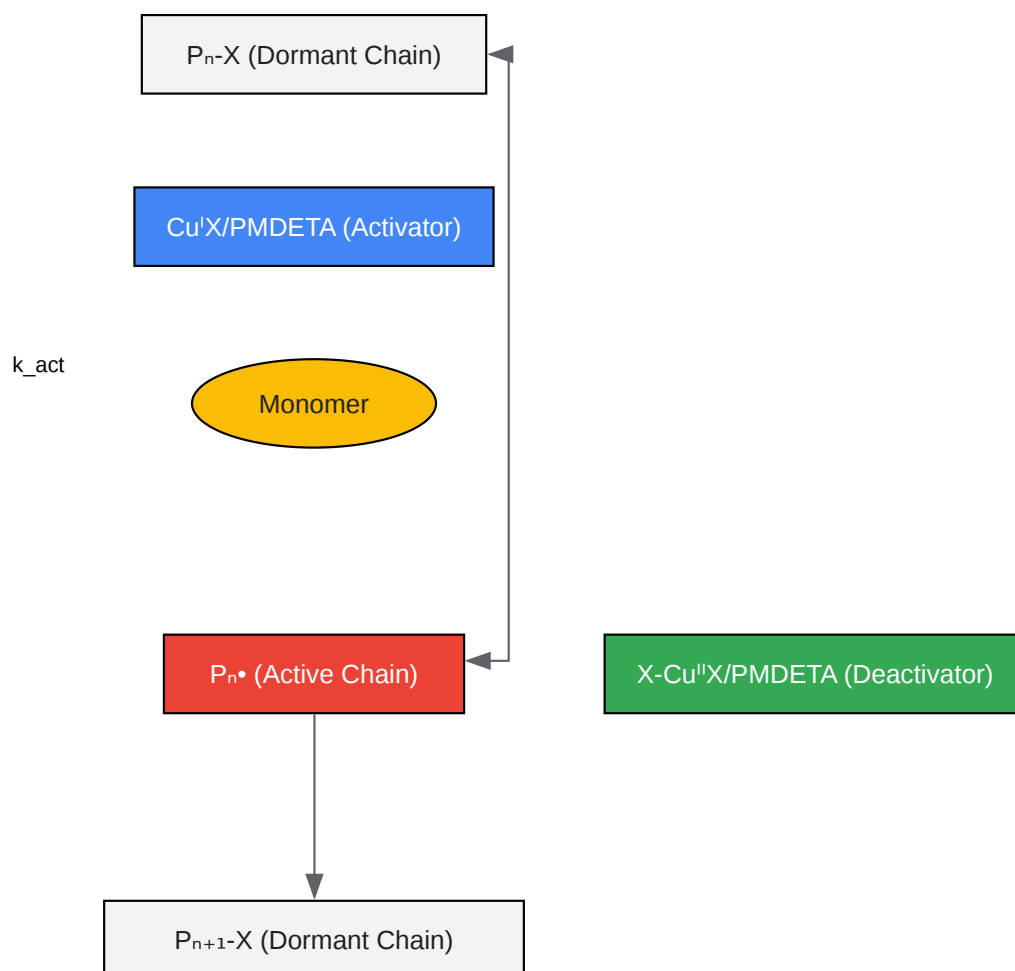 Pₙ-X (Dormant Chain)
CuᴵX/PMDETA (Activator)
k_act
Monomer
Pₙ• (Active Chain)
X-CuᴵᴵX/PMDETA (Deactivator)
Pₙ₊₁-X (Dormant Chain)